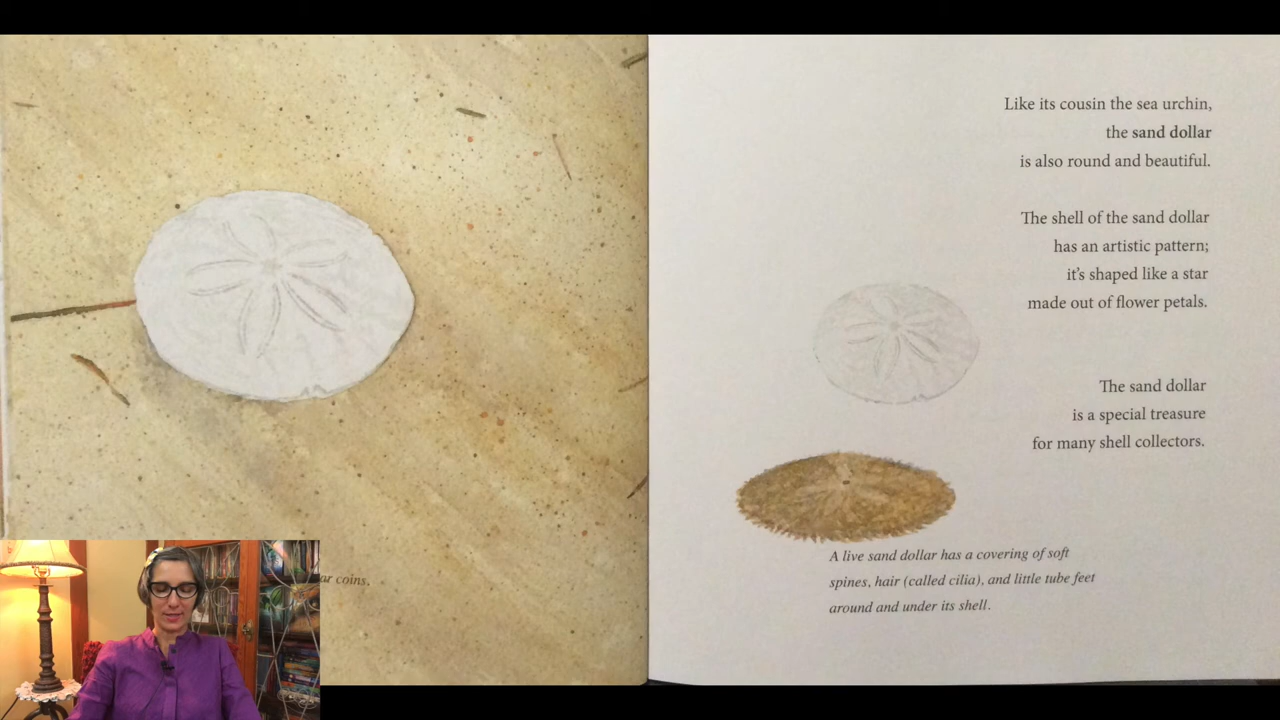 ar coins.
Like its cousin the sea urchin,
the sand dollar
is also round and beautiful.
The shell of the sand dollar
has an artistic pattern;
it's shaped like a star
made out of flower petals.
The sand dollar
is a special treasure
for many shell collectors.
A live sand dollar has a covering of soft
spines, hair (called cilia), and little tube feet
around and under its shell.